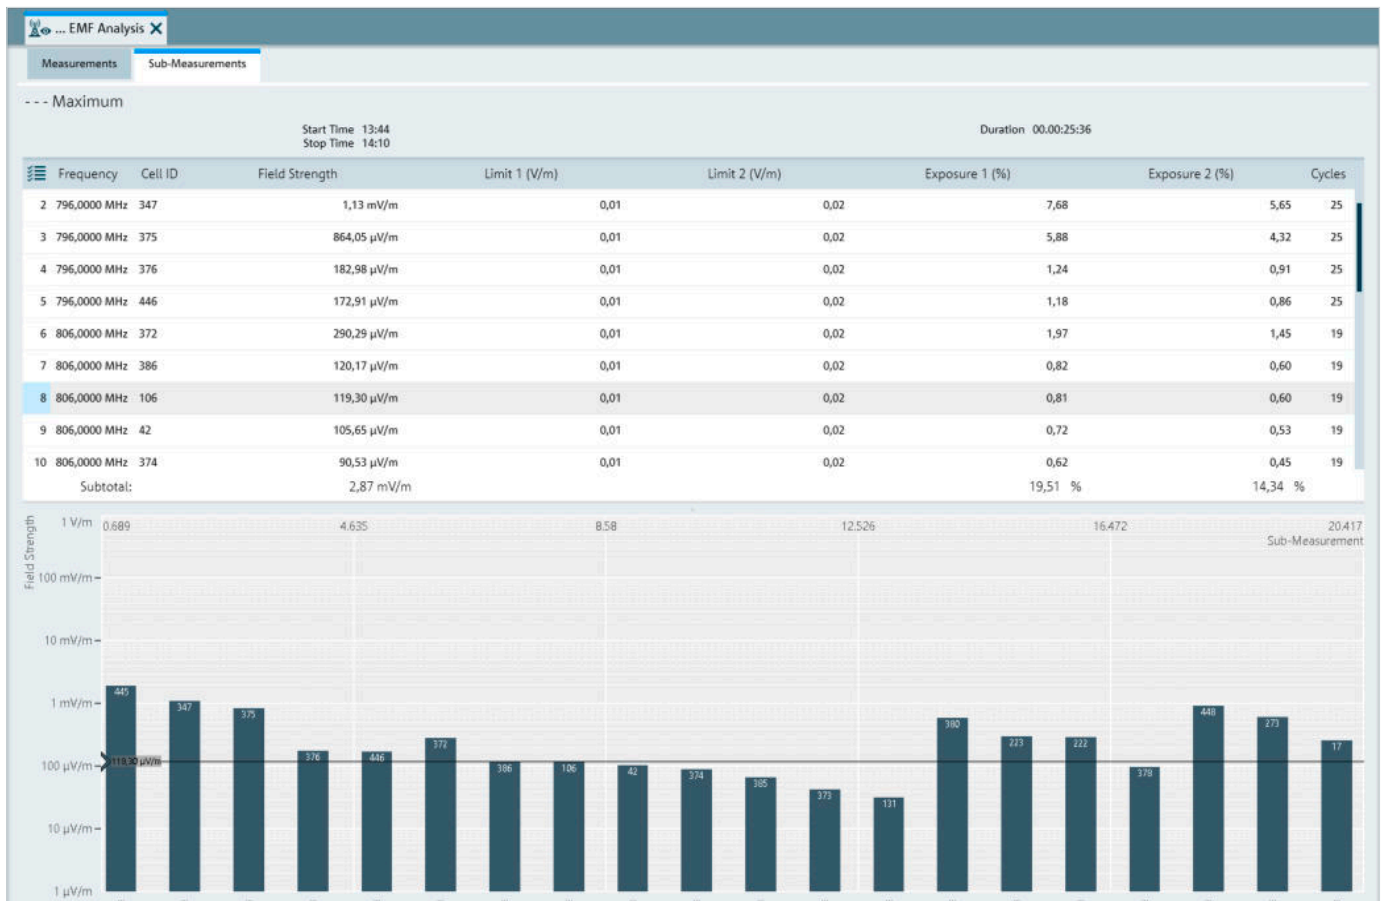 ... EMF Analysis X
Measurements Sub-Measurements
- - - Maximum
Start Time 13:44
Stop Time 14:10
Duration 00.00:25:36
Frequency Cell ID Field Strength Limit 1 (V/m) Limit 2 (V/m) Exposure 1 (%) Exposure 2 (%) Cycles
2 796,0000 MHz 347 1,13 mV/m 0,01 0,02 7,68 5,65 25
3 796,0000 MHz 375 864,05 µV/m 0,01 0,02 5,88 4,32 25
4 796,0000 MHz 376 182,98 µV/m 0,01 0,02 1,24 0,91 25
5 796,0000 MHz 446 172,91 µV/m 0,01 0,02 1,18 0,86 25
6 806,0000 MHz 372 290,29 µV/m 0,01 0,02 1,97 1,45 19
7 806,0000 MHz 386 120,17 µV/m 0,01 0,02 0,82 0,60 19
8 806,0000 MHz 106 119,30 µV/m 0,01 0,02 0,81 0,60 19
9 806,0000 MHz 42 105,65 µV/m 0,01 0,02 0,72 0,53 19
10 806,0000 MHz 374 90,53 µV/m 0,01 0,02 0,62 0,45 19
Subtotal: 2,87 mV/m 19,51 % 14,34 %
Field Strength
1 V/m 0.689 4.635 8.58 12.526 16.472 20.417
Sub-Measurement
100 mV/m
10 mV/m
1 mV/m
100 µV/m
10 µV/m
1 µV/m
119,30 µV/m
445 347 375 376 446 372 386 106 42 374 385 373 131 380 223 222 378 448 273 17